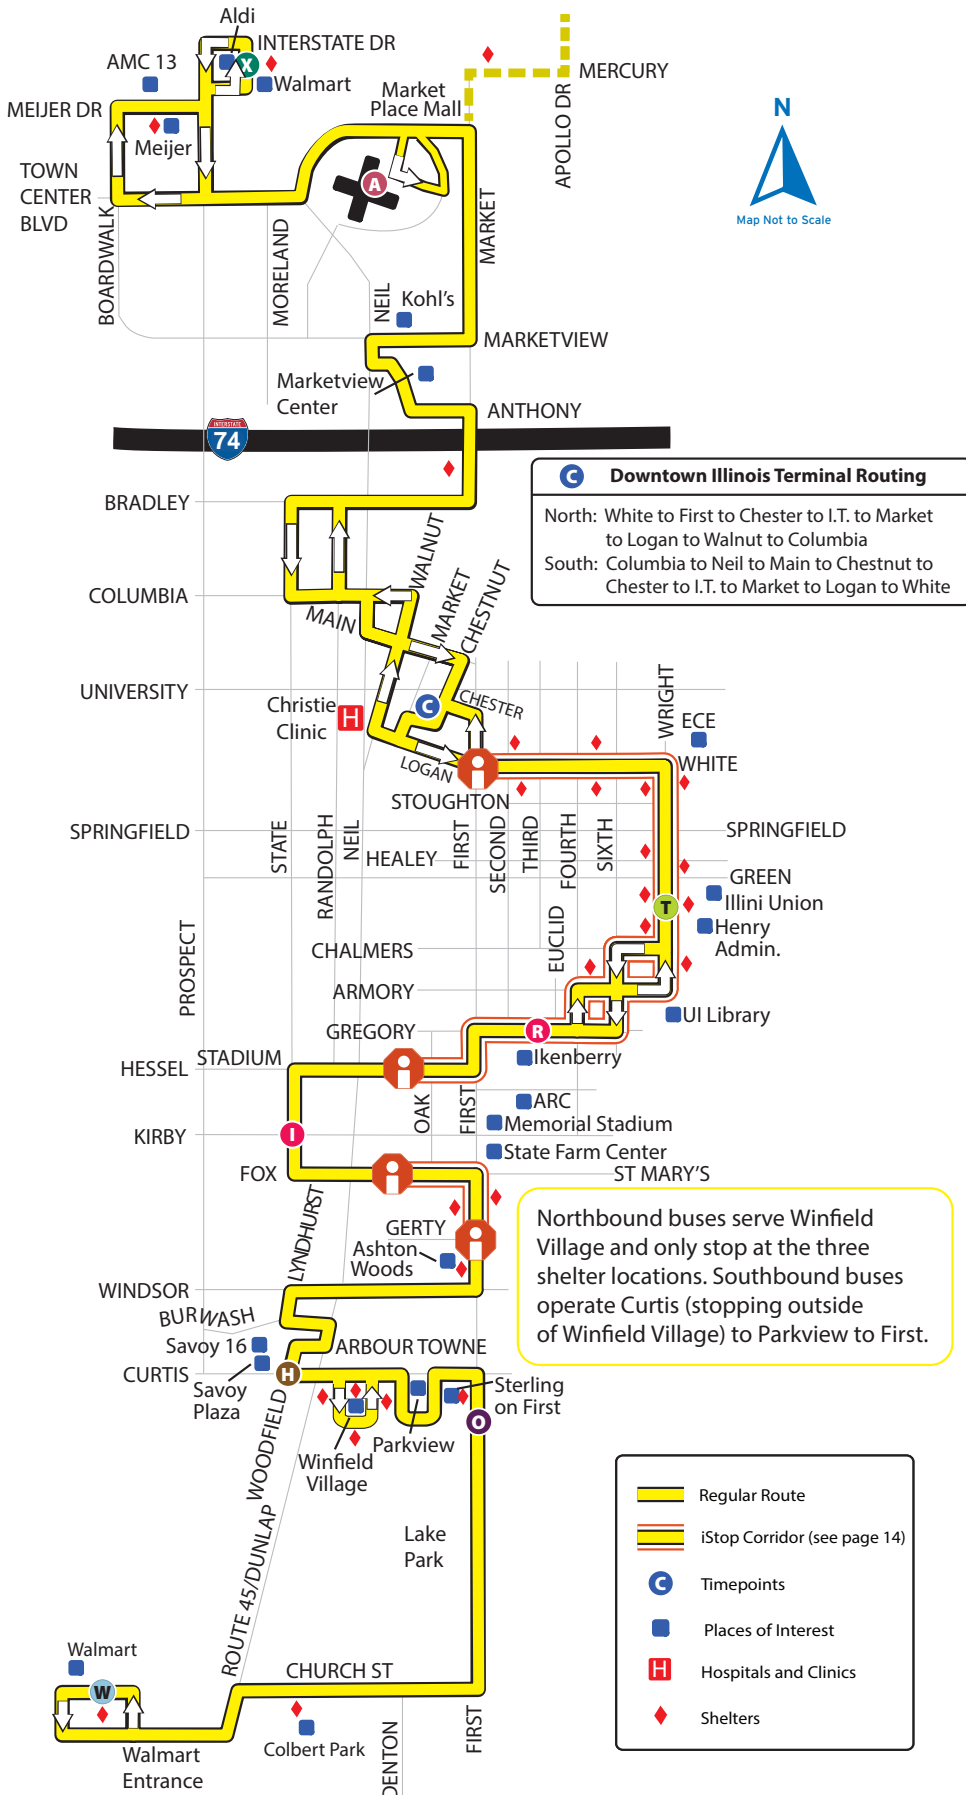 Aldi
INTERSTATE DR
AMC 13
X
Walmart
MERCURY
Market
Place Mall
MEIJER DR
APOLLO DR
N
Map Not to Scale
Meijer
TOWN
CENTER
BLVD
A
BOARDWALK
MORELAND
NEIL
MARKET
Kohl's
MARKETVIEW
Marketview
Center
ANTHONY
INTERSTATE
74
C Downtown Illinois Terminal Routing
North: White to First to Chester to I.T. to Market
to Logan to Walnut to Columbia
South: Columbia to Neil to Main to Chestnut to
Chester to I.T. to Market to Logan to White
BRADLEY
WALNUT
MARKET
CHESTNUT
COLUMBIA
MAIN
UNIVERSITY
Christie
Clinic
H
C
CHESTER
LOGAN
WRIGHT
ECE
WHITE
STOUGHTON
SPRINGFIELD
STATE
RANDOLPH
NEIL
HEALEY
FIRST
SECOND
THIRD
FOURTH
SIXTH
SPRINGFIELD
GREEN
Illini Union
T
Henry
Admin.
PROSPECT
CHALMERS
EUCLID
ARMORY
UI Library
GREGORY
R
Ikenberry
STADIUM
HESSEL
OAK
FIRST
ARC
Memorial Stadium
KIRBY
I
State Farm Center
FOX
ST MARY'S
LYNDHURST
GERTY
Ashton
Woods
Northbound buses serve Winfield
Village and only stop at the three
shelter locations. Southbound buses
operate Curtis (stopping outside
of Winfield Village) to Parkview to First.
WINDSOR
BURWASH
Savoy 16
ARBOUR TOWNE
CURTIS
H
Savoy
Plaza
Sterling
on First
O
WOODFIELD
Winfield
Village
Parkview
Lake
Park
ROUTE 45/DUNLAP
Regular Route
iStop Corridor (see page 14)
C Timepoints
Places of Interest
H Hospitals and Clinics
Shelters
Walmart
W
CHURCH ST
Walmart
Entrance
Colbert Park
DENTON
FIRST